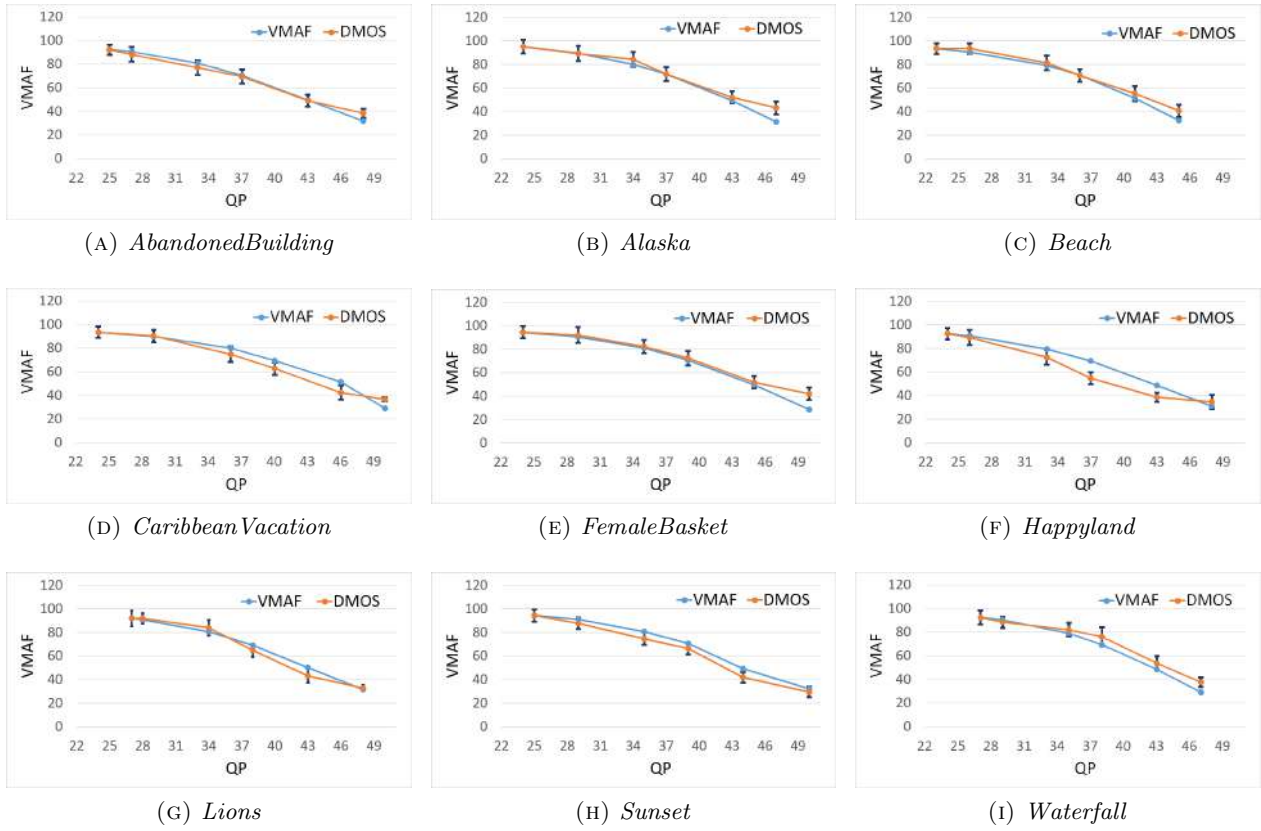 120
100
80
60
40
20
0
VMAF
VMAF DMOS
22 25 28 31 34 37 40 43 46 49
QP
(A) AbandonedBuilding
120
100
80
60
40
20
0
VMAF
VMAF DMOS
22 25 28 31 34 37 40 43 46 49
QP
(B) Alaska
120
100
80
60
40
20
0
VMAF
VMAF DMOS
22 25 28 31 34 37 40 43 46 49
QP
(C) Beach
120
100
80
60
40
20
0
VMAF
VMAF DMOS
22 25 28 31 34 37 40 43 46 49
QP
(D) CaribbeanVacation
120
100
80
60
40
20
0
VMAF
VMAF DMOS
22 25 28 31 34 37 40 43 46 49
QP
(E) FemaleBasket
120
100
80
60
40
20
0
VMAF
VMAF DMOS
22 25 28 31 34 37 40 43 46 49
QP
(F) Happyland
120
100
80
60
40
20
0
VMAF
VMAF DMOS
22 25 28 31 34 37 40 43 46 49
QP
(G) Lions
120
100
80
60
40
20
0
VMAF
VMAF DMOS
22 25 28 31 34 37 40 43 46 49
QP
(H) Sunset
120
100
80
60
40
20
0
VMAF
VMAF DMOS
22 25 28 31 34 37 40 43 46 49
QP
(I) Waterfall